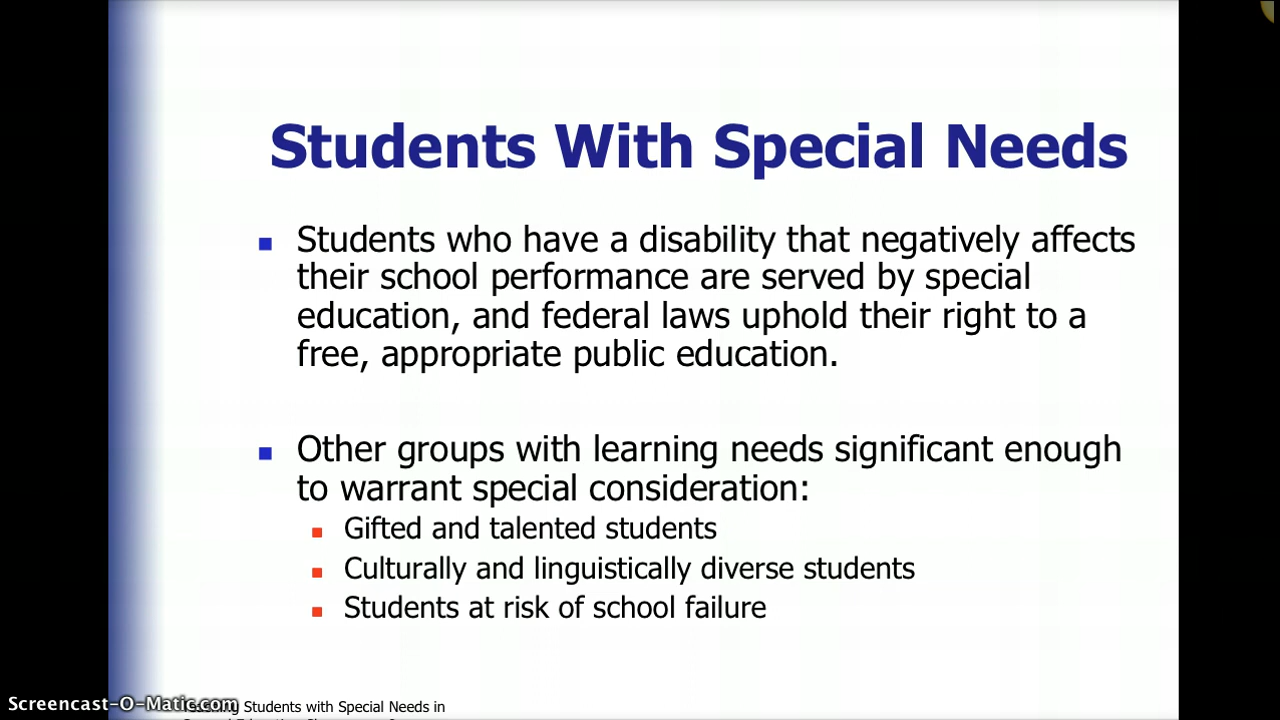 Students With Special Needs
Students who have a disability that negatively affects
their school performance are served by special
education, and federal laws uphold their right to a
free, appropriate public education.
Other groups with learning needs significant enough
to warrant special consideration:
Gifted and talented students
Culturally and linguistically diverse students
Students at risk of school failure
Screencast-O-Matic.com
Students with Special Needs in